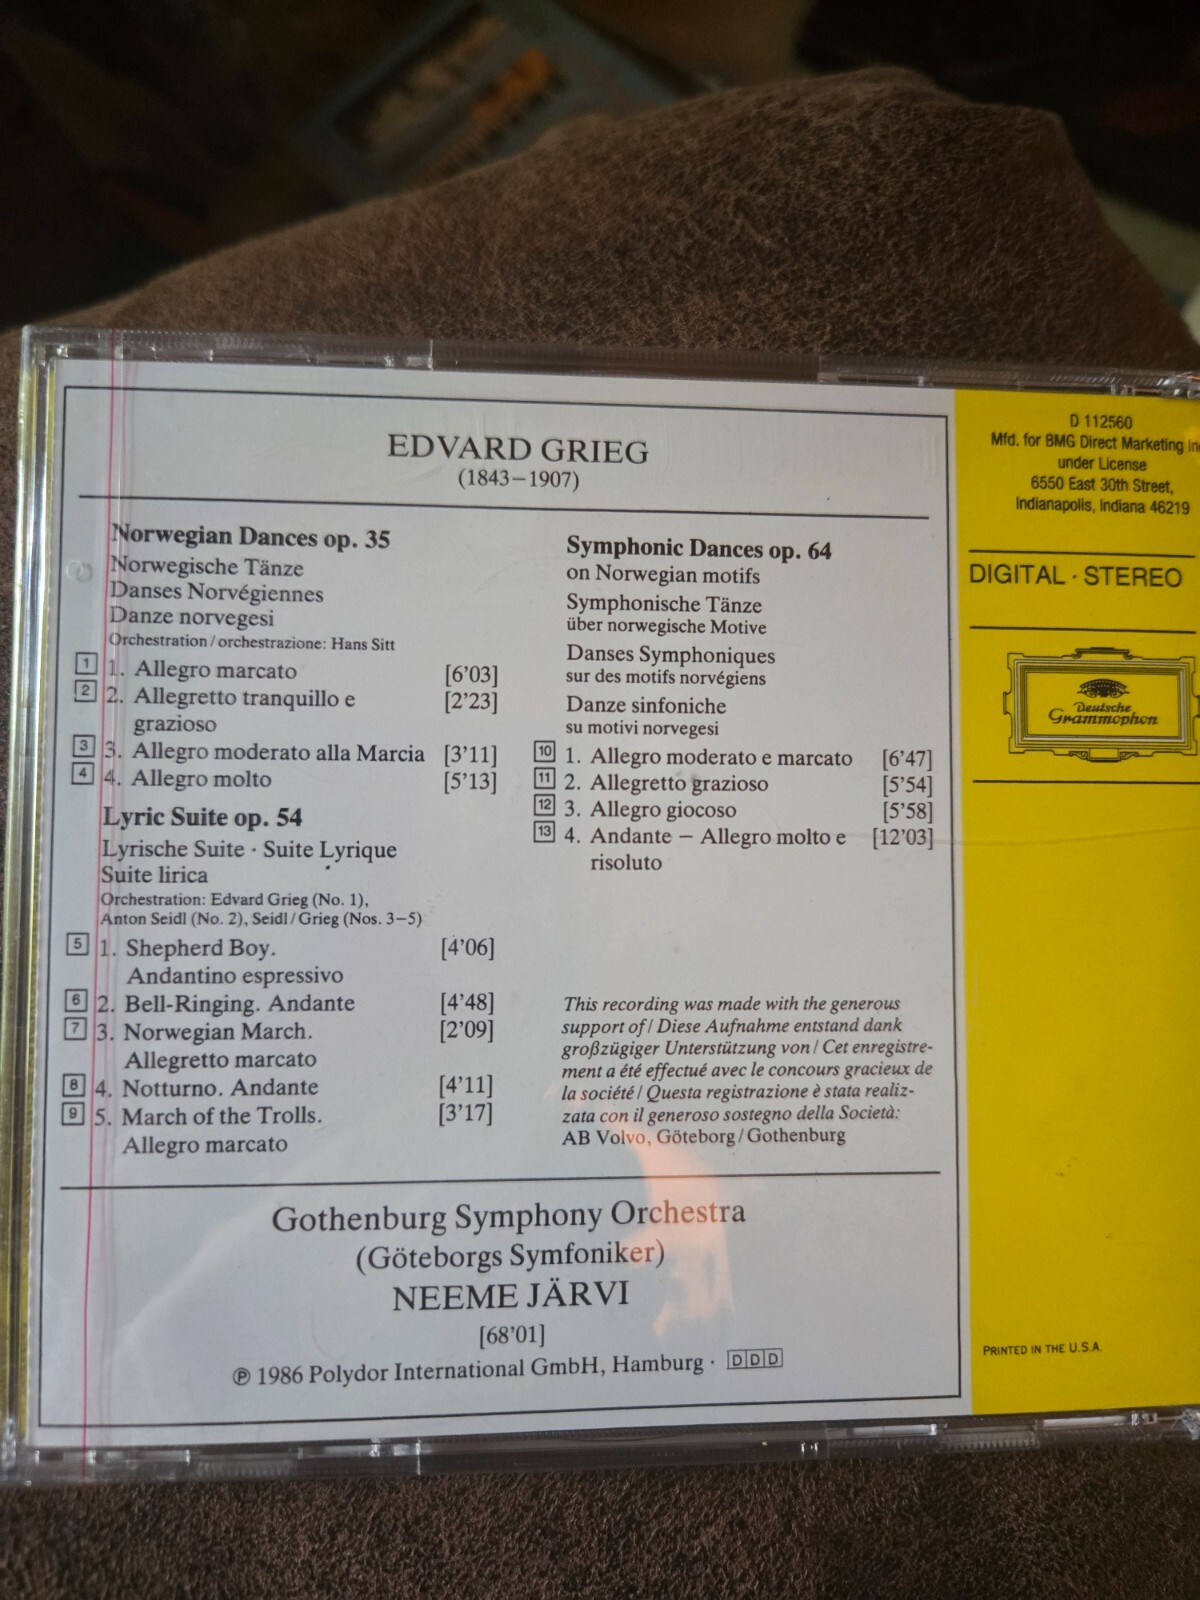 EDVARD GRIEG
(1843–1907)
Norwegian Dances op. 35
Norwegische Tänze
Danses Norvégiennes
Danze norvegesi
Orchestration/orchestrazione: Hans Sitt
1 1. Allegro marcato [6'03]
2 2. Allegretto tranquillo e [2'23]
grazioso
3 3. Allegro moderato alla Marcia [3'11]
4 4. Allegro molto [5'13]
Lyric Suite op. 54
Lyrische Suite · Suite Lyrique
Suite lirica
Orchestration: Edvard Grieg (No. 1),
Anton Seidl (No. 2), Seidl/Grieg (Nos. 3–5)
5 1. Shepherd Boy. [4'06]
Andantino espressivo
6 2. Bell-Ringing. Andante [4'48]
7 3. Norwegian March. [2'09]
Allegretto marcato
8 4. Notturno. Andante [4'11]
9 5. March of the Trolls. [3'17]
Allegro marcato
Symphonic Dances op. 64
on Norwegian motifs
Symphonische Tänze
über norwegische Motive
Danses Symphoniques
sur des motifs norvégiens
Danze sinfoniche
su motivi norvegesi
10 1. Allegro moderato e marcato [6'47]
11 2. Allegretto grazioso [5'54]
12 3. Allegro giocoso [5'58]
13 4. Andante – Allegro molto e [12'03]
risoluto
This recording was made with the generous
support of/ Diese Aufnahme entstand dank
großzügiger Unterstützung von/ Cet enregistre-
ment a été effectué avec le concours gracieux de
la société/ Questa registrazione è stata realiz-
zata con il generoso sostegno della Società:
AB Volvo, Göteborg/Gothenburg
Gothenburg Symphony Orchestra
(Göteborgs Symfoniker)
NEEME JÄRVI
[68'01]
℗ 1986 Polydor International GmbH, Hamburg · DDD
D 112560
Mfd. for BMG Direct Marketing
under License
6550 East 30th Street,
Indianapolis, Indiana 46219
DIGITAL · STEREO
Deutsche
Grammophon
PRINTED IN THE U.S.A.